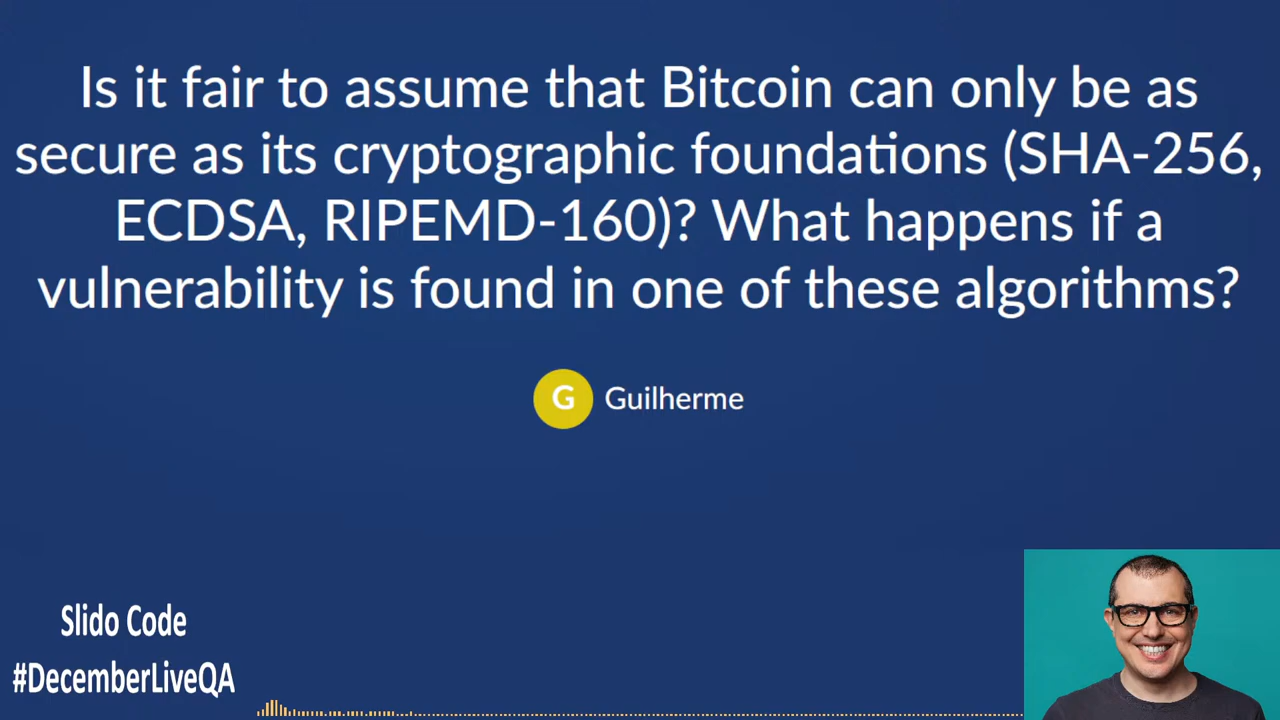 Is it fair to assume that Bitcoin can only be as
secure as its cryptographic foundations (SHA-256,
ECDSA, RIPEMD-160)? What happens if a
vulnerability is found in one of these algorithms?
G Guilherme
Slido Code
#DecemberLiveQA